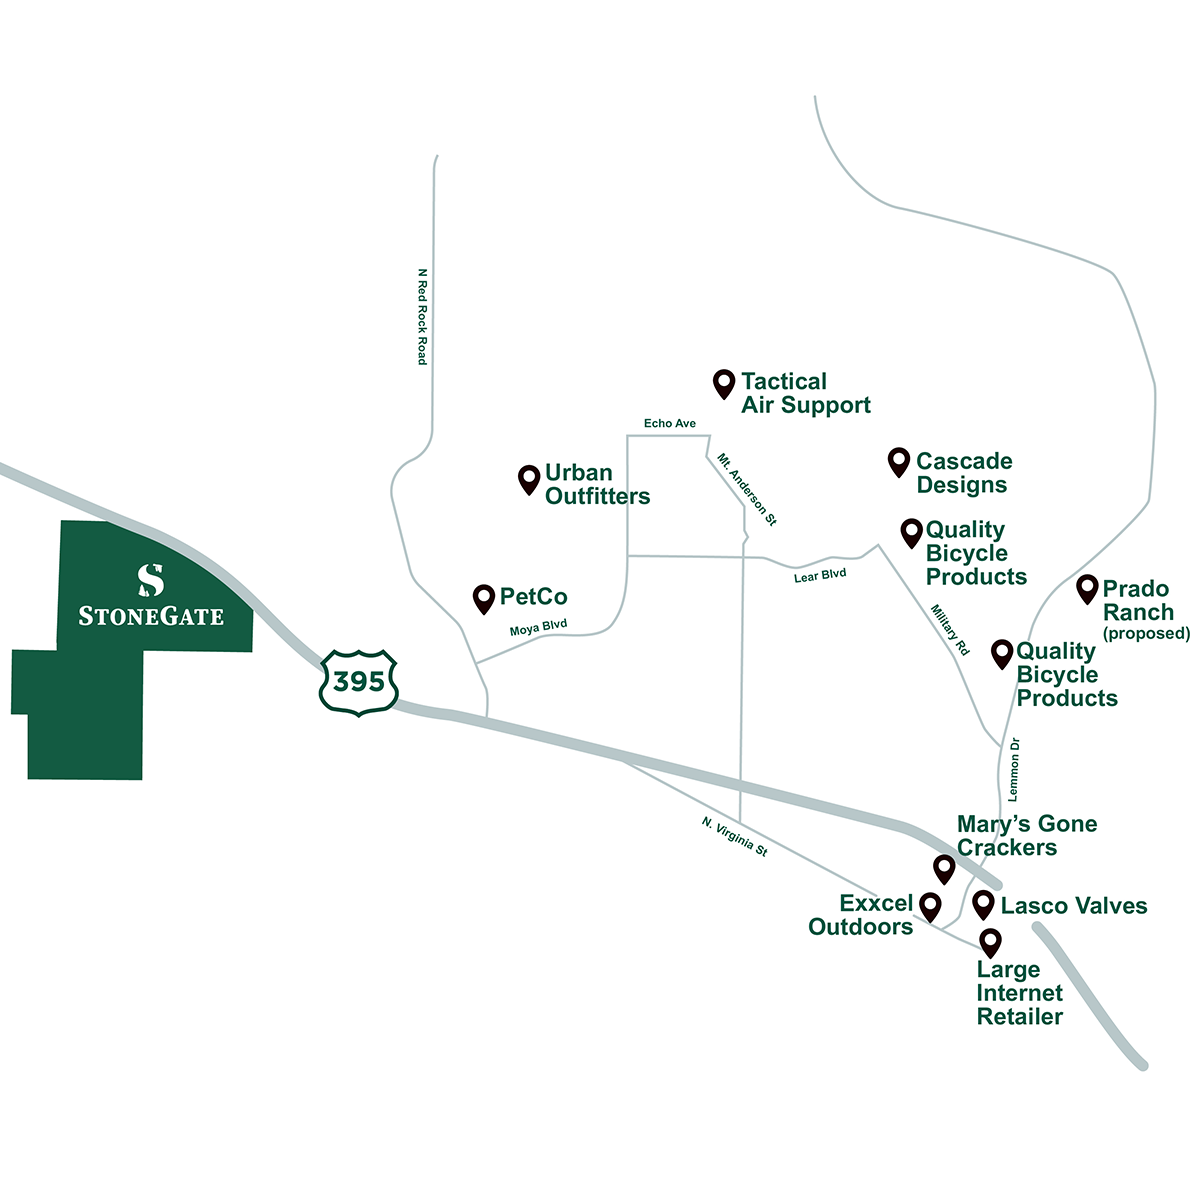 N Red Rock Road
Tactical
Air Support
Echo Ave
Urban
Outfitters
Mt. Anderson St
Cascade
Designs
Quality
Bicycle
Products
Lear Blvd
S
STONEGATE
PetCo
Moya Blvd
Military Rd
Prado
Ranch
(proposed)
Quality
Bicycle
Products
395
Lemmon Dr
N. Virginia St
Mary's Gone
Crackers
Exxcel
Outdoors
Lasco Valves
Large
Internet
Retailer